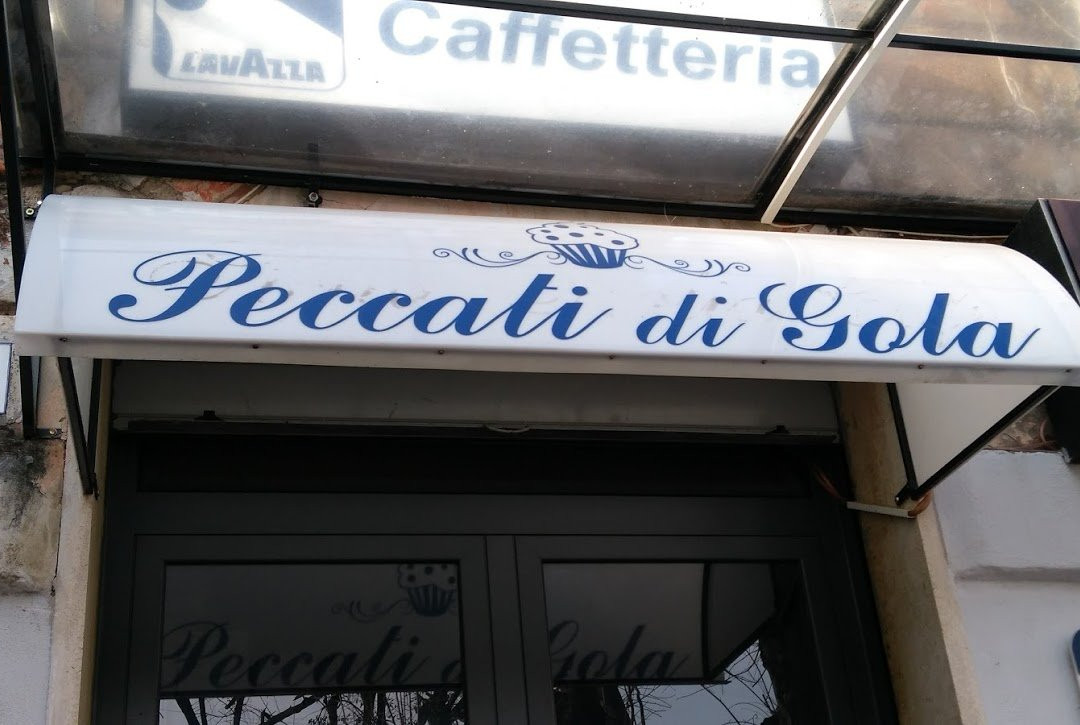 LAVAZZA
Caffetteria
Peccati di Gola
Peccati di Gola